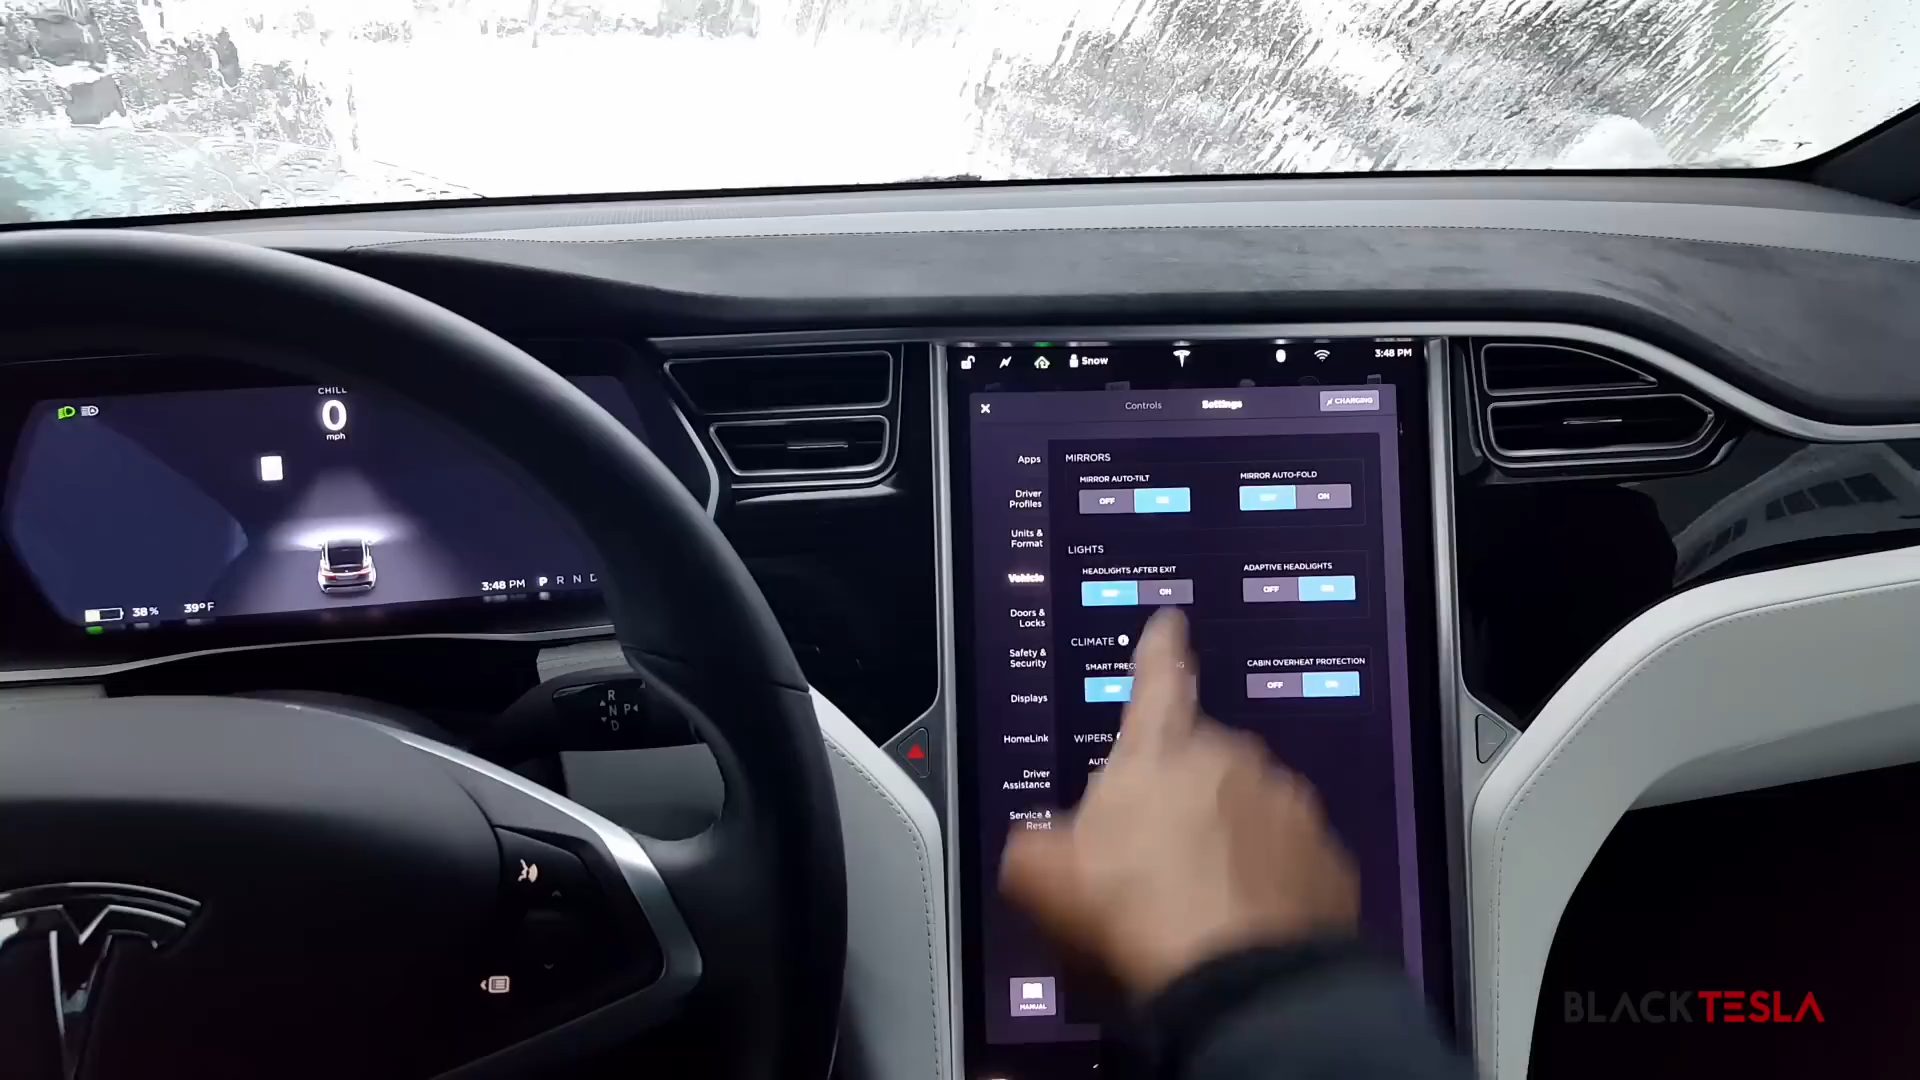 CHILL
0
mph
3:48 PM P R N D
38 %
39°F
R
N P
D
Snow
3:48 PM
Controls
Settings
CHARGING
Apps
Driver
Profiles
Units &
Format
Vehicle
Doors &
Locks
Safety &
Security
Displays
HomeLink
Driver
Assistance
Service &
Reset
MANUAL
MIRRORS
MIRROR AUTO-TILT
OFF
MIRROR AUTO-FOLD
ON
LIGHTS
HEADLIGHTS AFTER EXIT
ON
ADAPTIVE HEADLIGHTS
OFF
CLIMATE
SMART
CABIN OVERHEAT PROTECTION
OFF
WIPERS
BLACKTESLA